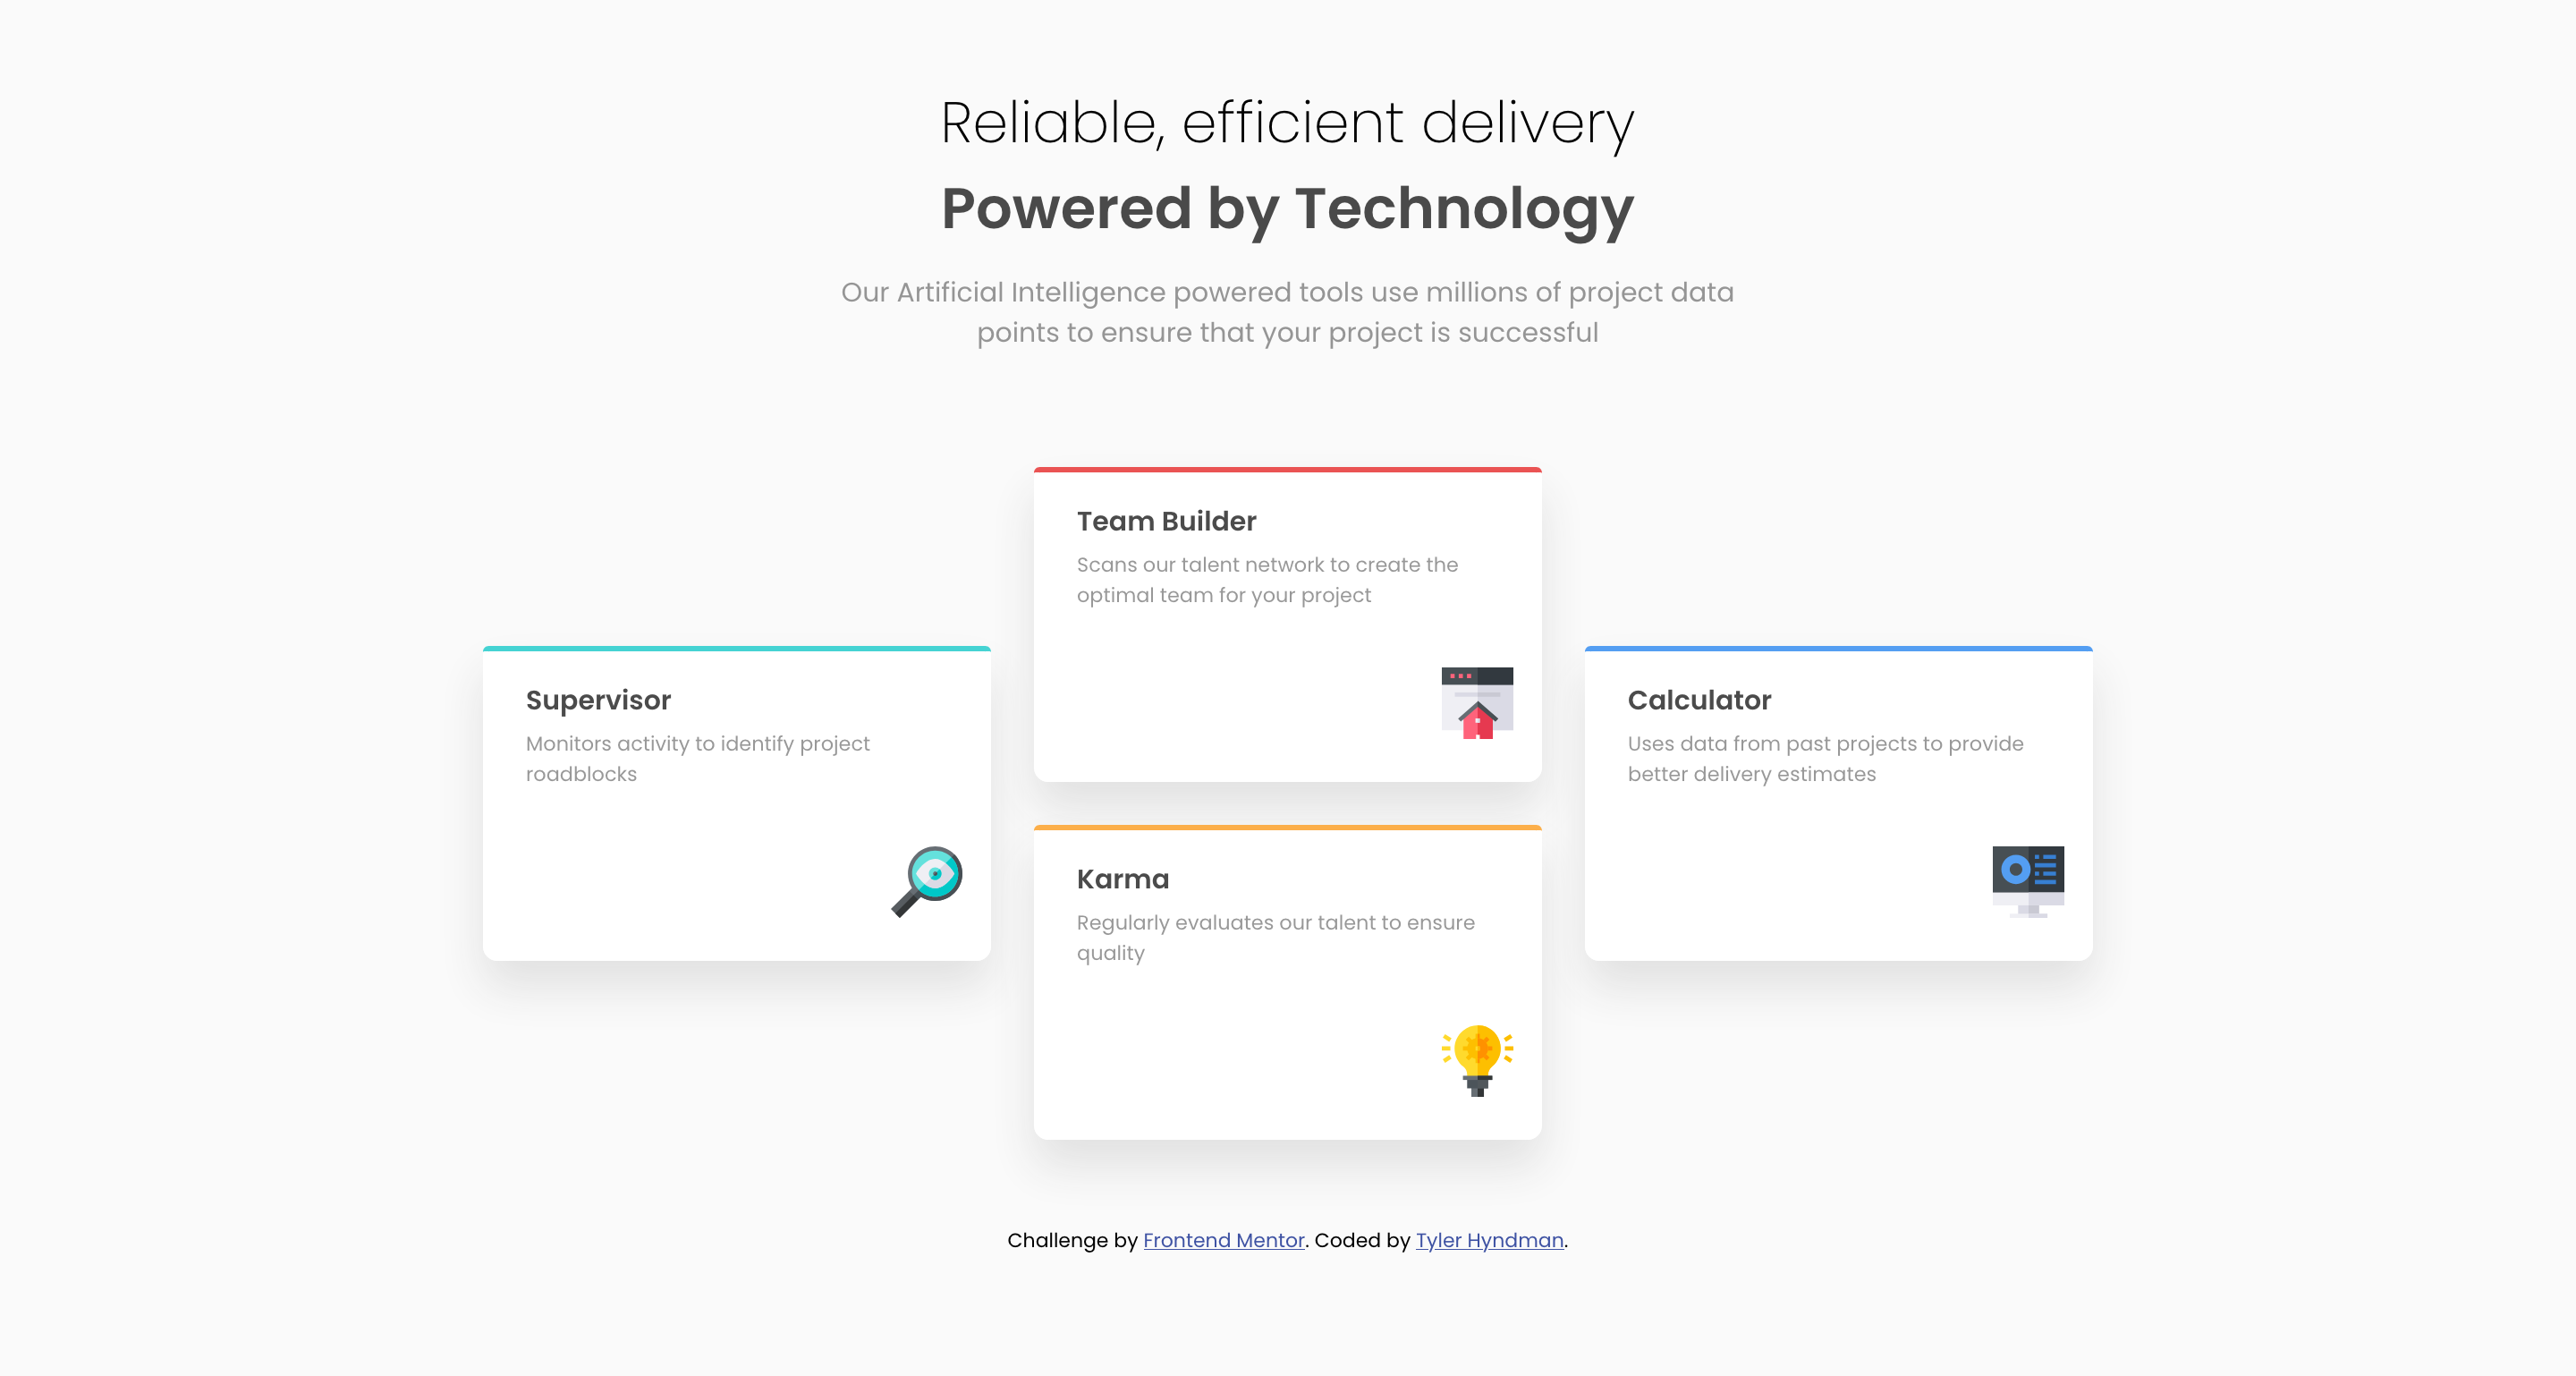 Reliable, efficient delivery
Powered by Technology
Our Artificial Intelligence powered tools use millions of project data
points to ensure that your project is successful
Team Builder
Scans our talent network to create the
optimal team for your project
Supervisor
Monitors activity to identify project
roadblocks
Calculator
Uses data from past projects to provide
better delivery estimates
Karma
Regularly evaluates our talent to ensure
quality
Challenge by Frontend Mentor. Coded by Tyler Hyndman.